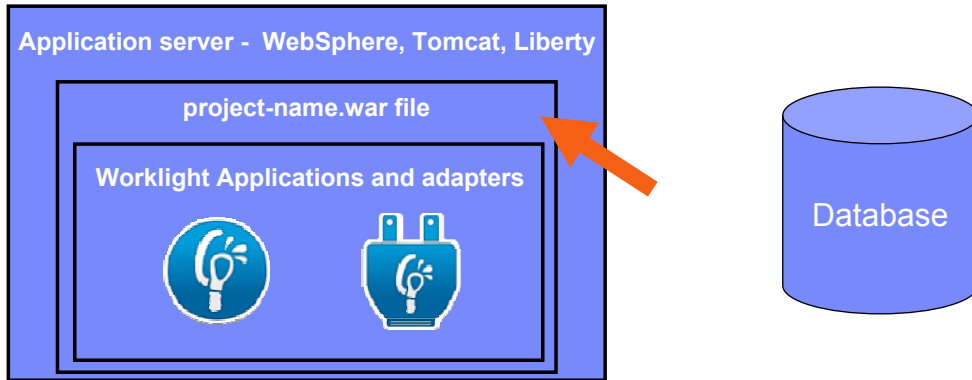 Application server - WebSphere, Tomcat, Liberty
project-name.war file
Worklight Applications and adapters
Database